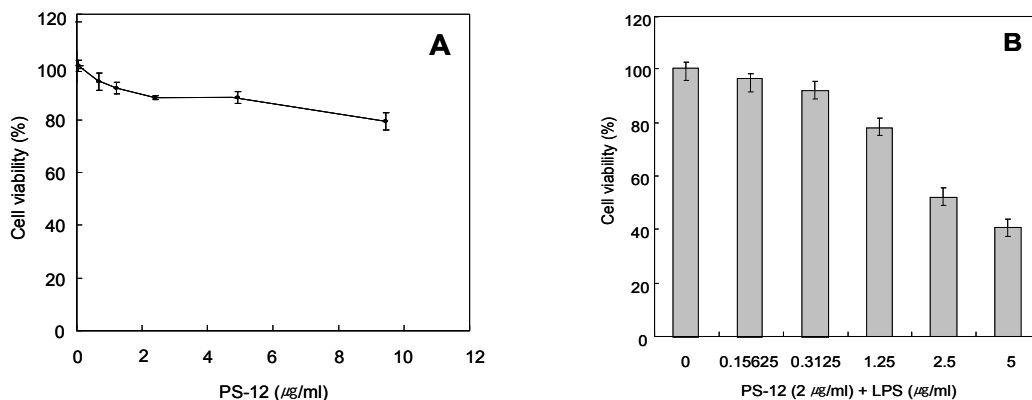 A
Cell viability (%)
120
100
80
60
40
20
0
0 2 4 6 8 10 12
PS-12 (㎍/ml)
B
Cell viability (%)
120
100
80
60
40
20
0
0 0.15625 0.3125 1.25 2.5 5
PS-12 (2 ㎍/ml) + LPS (㎍/ml)